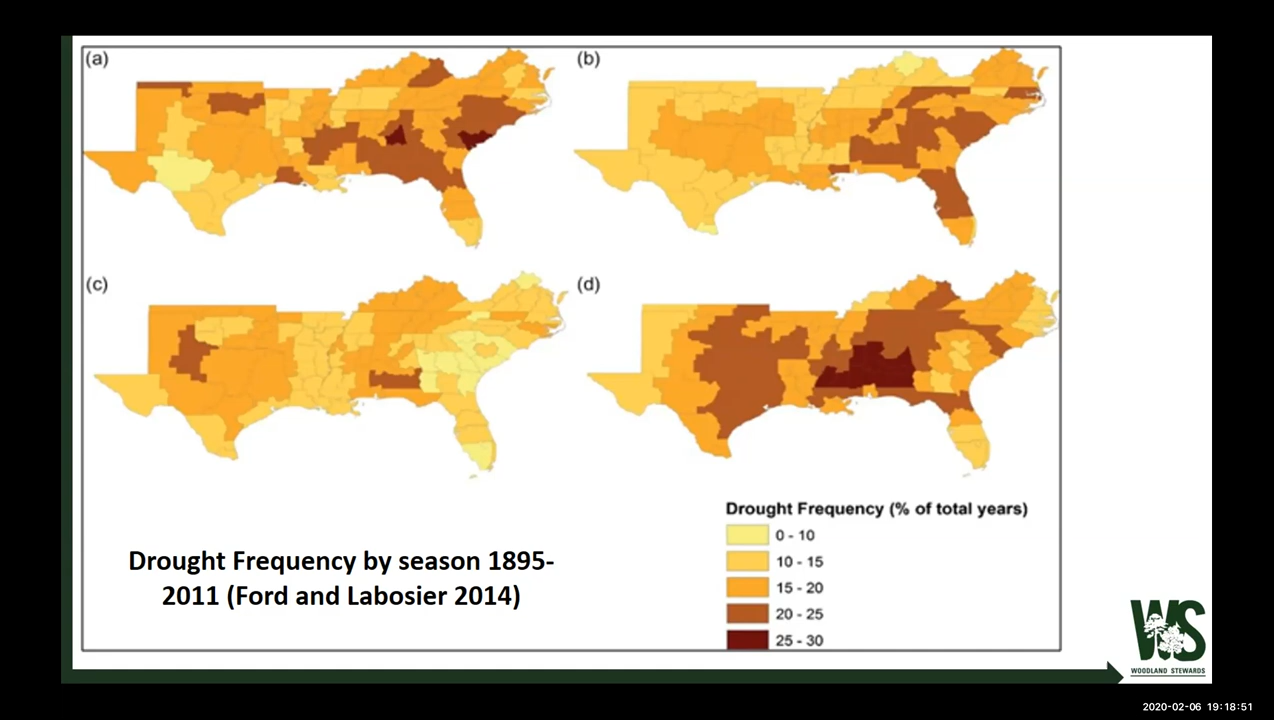 (a)
(b)
(c)
(d)
Drought Frequency (% of total years)
0 - 10
10 - 15
15 - 20
20 - 25
25 - 30
Drought Frequency by season 1895-
2011 (Ford and Labosier 2014)
WS
WOODLAND STEWARDS
2020-02-06 19:18:51